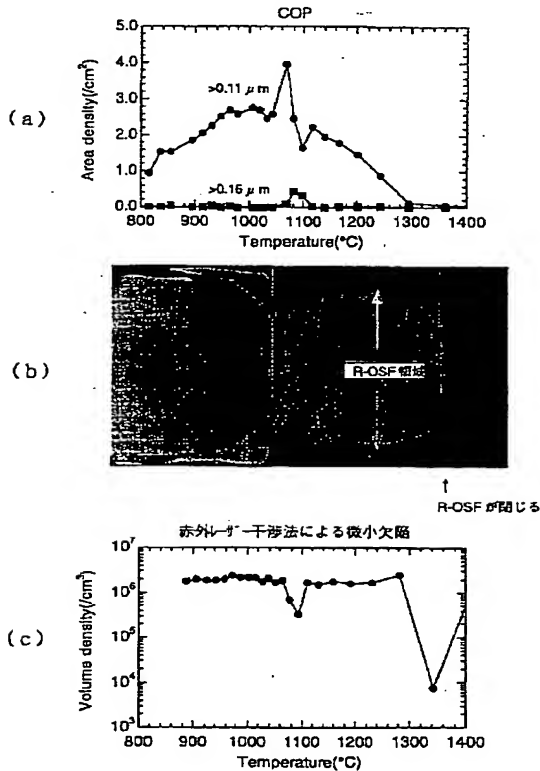 COP
(a)
5.0
4.0
3.0
2.0
1.0
0.0
Area density(/cm²)
>0.11 μm
>0.16 μm
800 900 1000 1100 1200 1300 1400
Temperature(°C)
(b)
R-OSF領域
↑
R-OSFが閉じる
赤外レーザー干渉法による微小欠陥
(c)
10⁷
10⁶
10⁵
10⁴
10³
Volume density(/cm³)
800 900 1000 1100 1200 1300 1400
Temperature(°C)